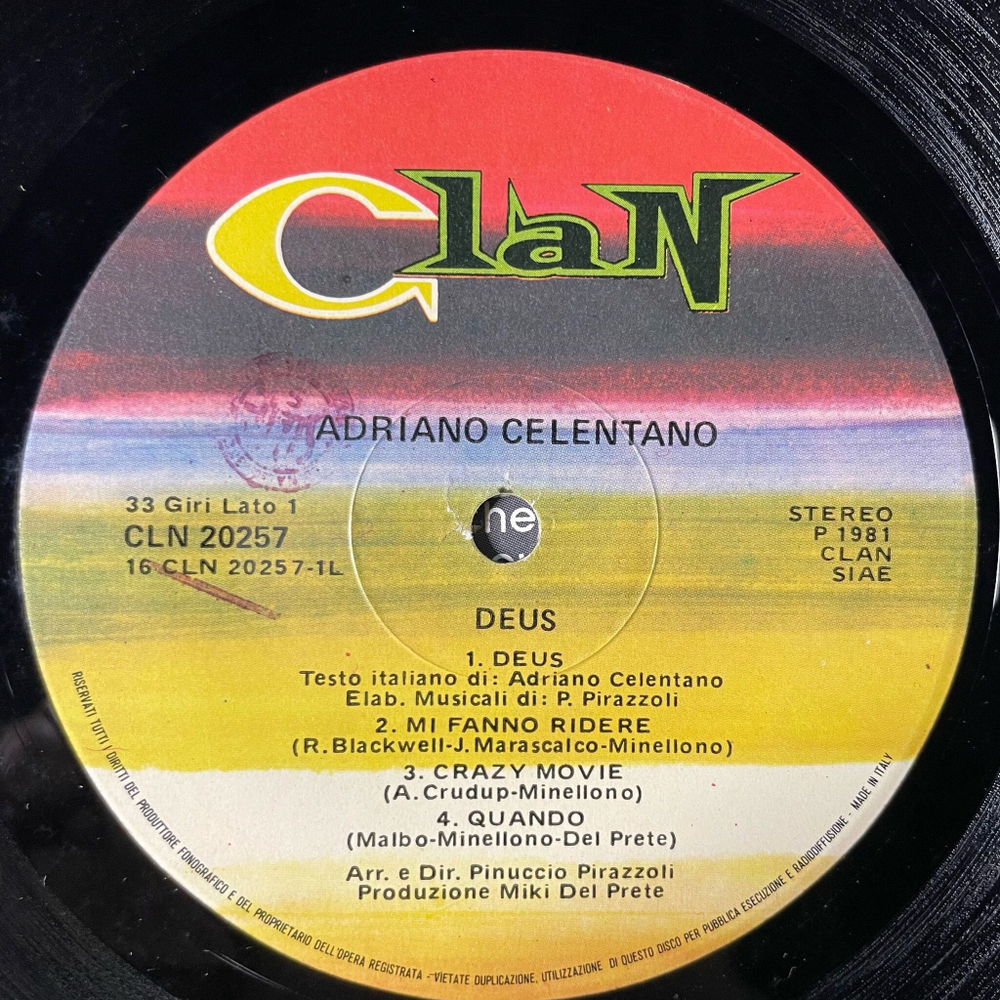 Clan
ADRIANO CELENTANO
33 Giri Lato 1
CLN 20257
16 CLN 20257-1L
STEREO
P 1981
CLAN
SIAE
he
DEUS
1. DEUS
Testo italiano di: Adriano Celentano
Elab. Musicali di: P. Pirazzoli
2. MI FANNO RIDERE
(R.Blackwell-J.Marascalco-Minellono)
3. CRAZY MOVIE
(A.Crudup-Minellono)
4. QUANDO
(Malbo-Minellono-Del Prete)
Arr. e Dir. Pinuccio Pirazzoli
Produzione Miki Del Prete
RISERVATI TUTTI I DIRITTI DEL PRODUTTORE FONOGRAFICO E DEL PROPRIETARIO DELL'OPERA REGISTRATA - VIETATE DUPLICAZIONE, UTILIZZAZIONE DI QUESTO DISCO PER PUBBLICA ESECUZIONE E RADIODIFFUSIONE - MADE IN ITALY